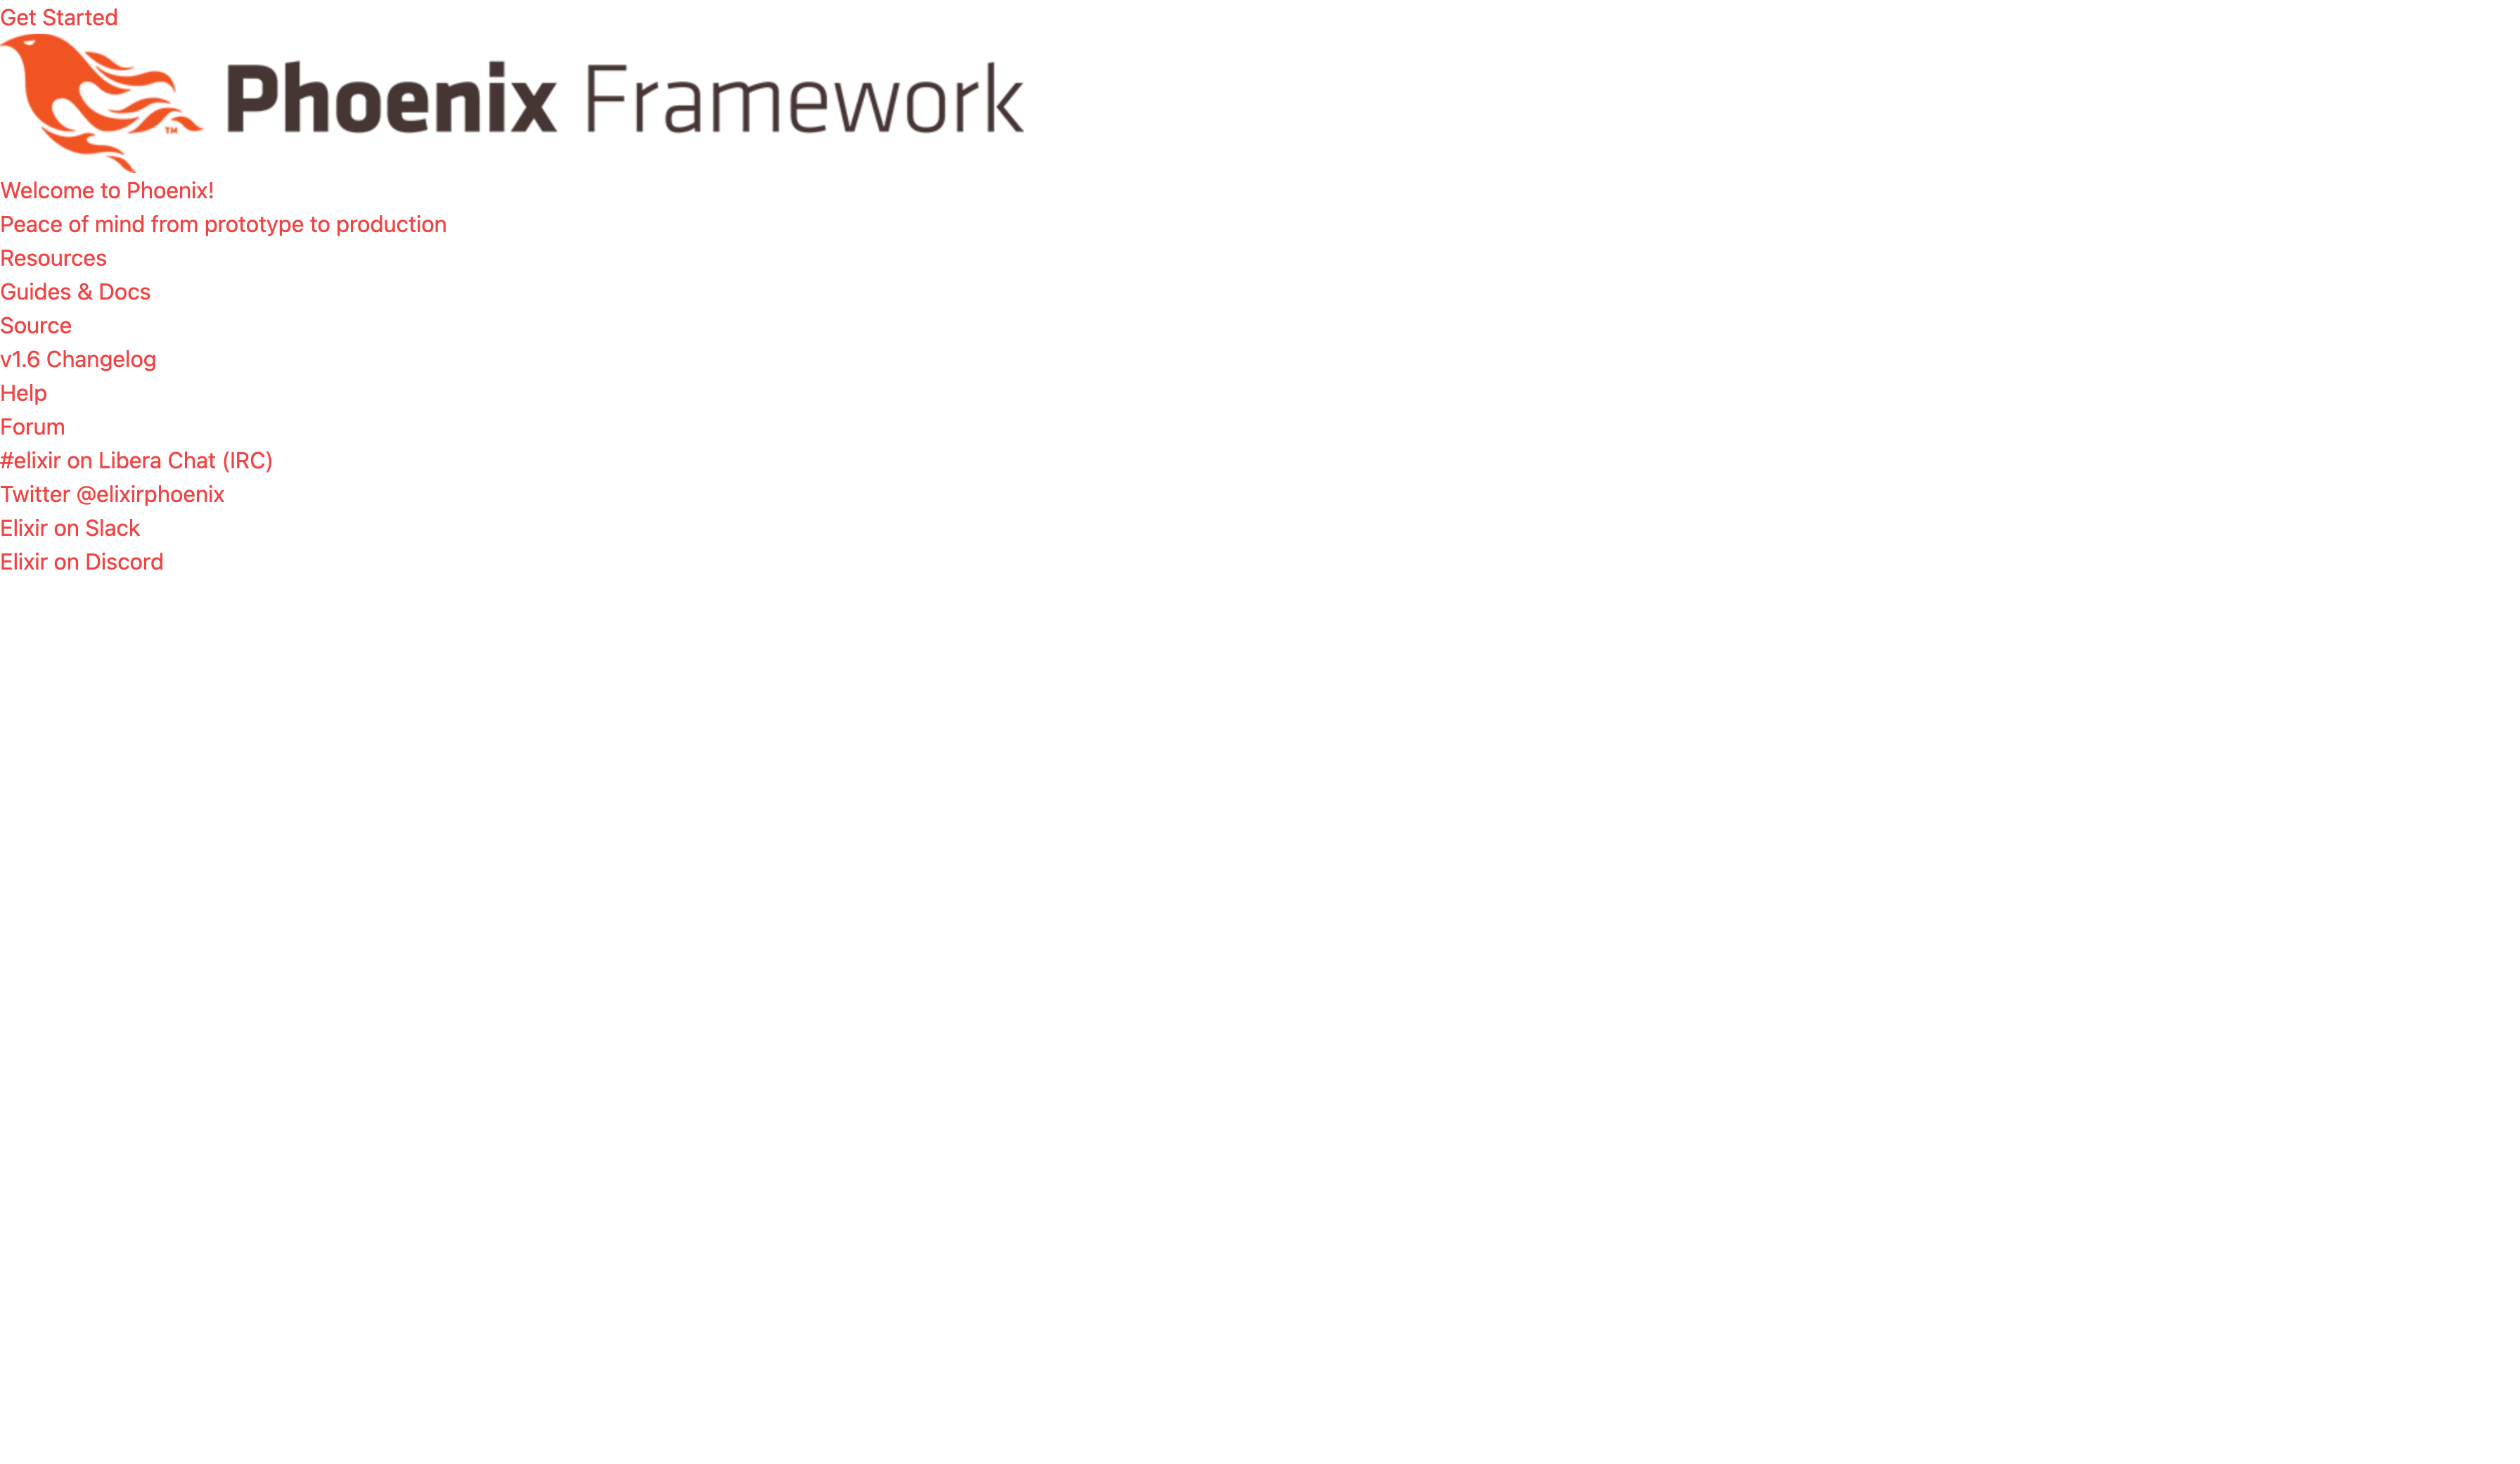 Get Started
Phoenix Framework
TM
Welcome to Phoenix!
Peace of mind from prototype to production
Resources
Guides & Docs
Source
v1.6 Changelog
Help
Forum
#elixir on Libera Chat (IRC)
Twitter @elixirphoenix
Elixir on Slack
Elixir on Discord